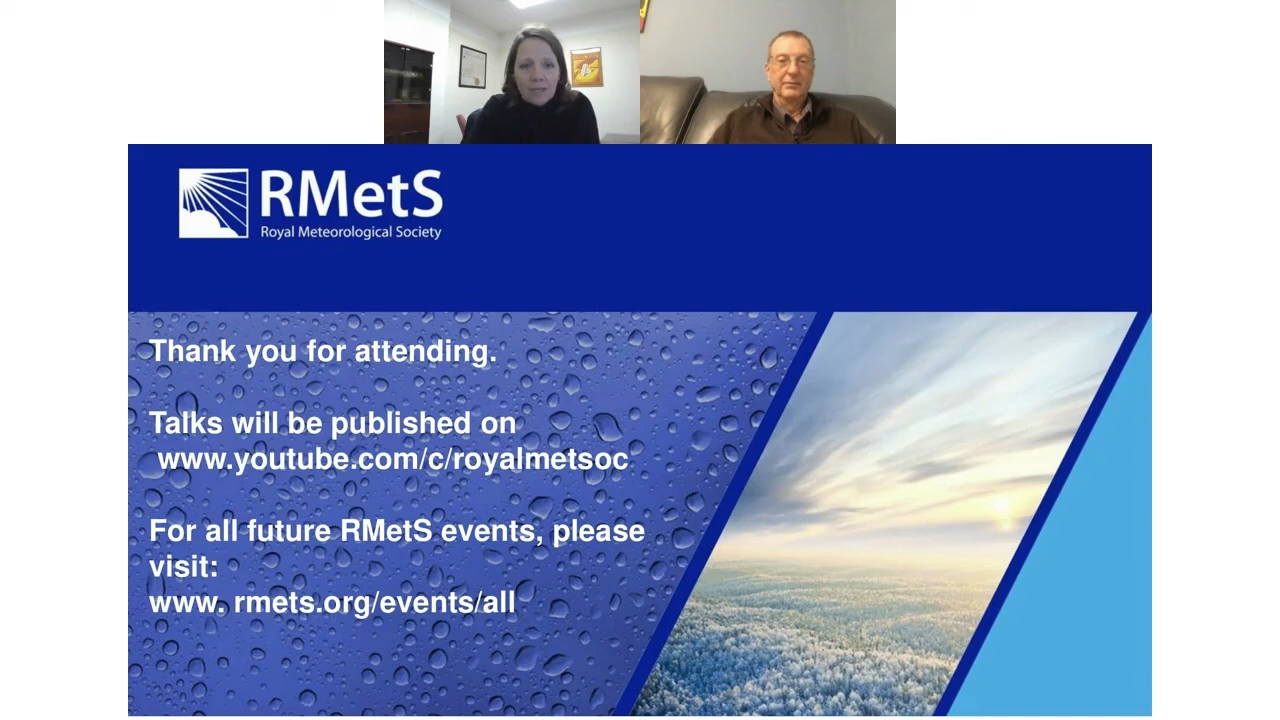 RMetS
Royal Meteorological Society
Thank you for attending.
Talks will be published on
www.youtube.com/c/royalmetsoc
For all future RMetS events, please
visit:
www. rmets.org/events/all